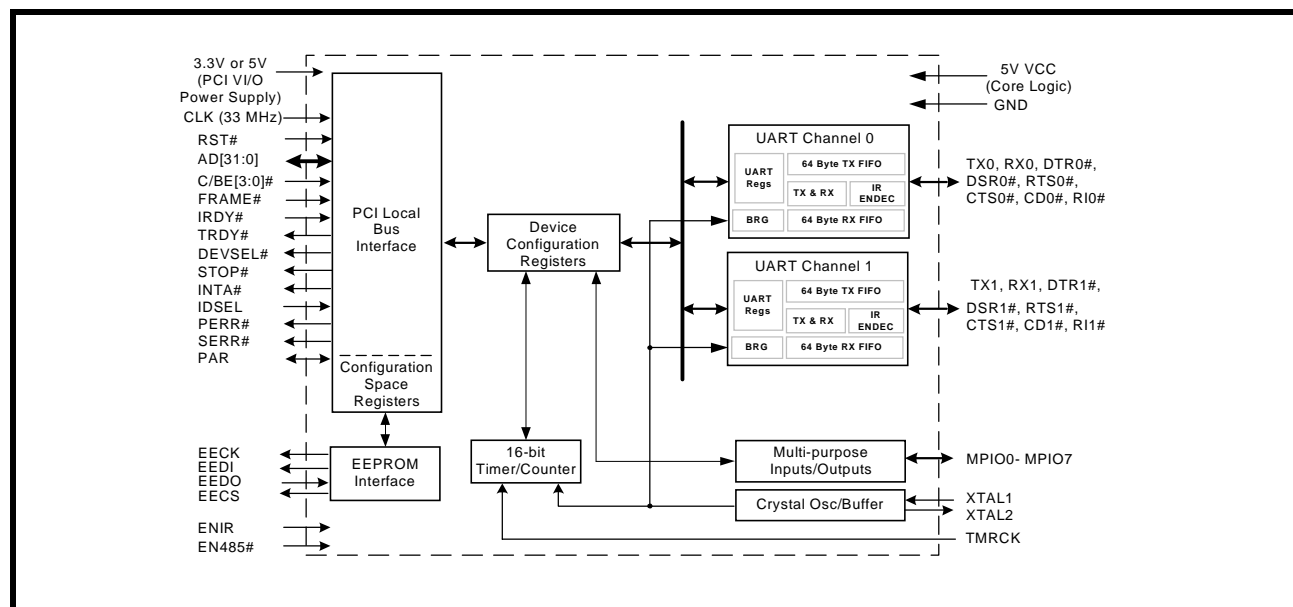 3.3V or 5V
(PCI VI/O
Power Supply)
CLK (33 MHz)
RST#
AD[31:0]
C/BE[3:0]#
FRAME#
IRDY#
TRDY#
DEVSEL#
STOP#
INTA#
IDSEL
PERR#
SERR#
PAR
EECK
EEDI
EEDO
EECS
ENIR
EN485#
PCI Local
Bus
Interface
Configuration
Space
Registers
EEPROM
Interface
Device
Configuration
Registers
16-bit
Timer/Counter
UART Channel 0
UART
Regs
64 Byte TX FIFO
TX & RX
IR
ENDEC
BRG
64 Byte RX FIFO
UART Channel 1
UART
Regs
64 Byte TX FIFO
TX & RX
IR
ENDEC
BRG
64 Byte RX FIFO
Multi-purpose
Inputs/Outputs
Crystal Osc/Buffer
5V VCC
(Core Logic)
GND
TX0, RX0, DTR0#,
DSR0#, RTS0#,
CTS0#, CD0#, RI0#
TX1, RX1, DTR1#,
DSR1#, RTS1#,
CTS1#, CD1#, RI1#
MPIO0- MPIO7
XTAL1
XTAL2
TMRCK